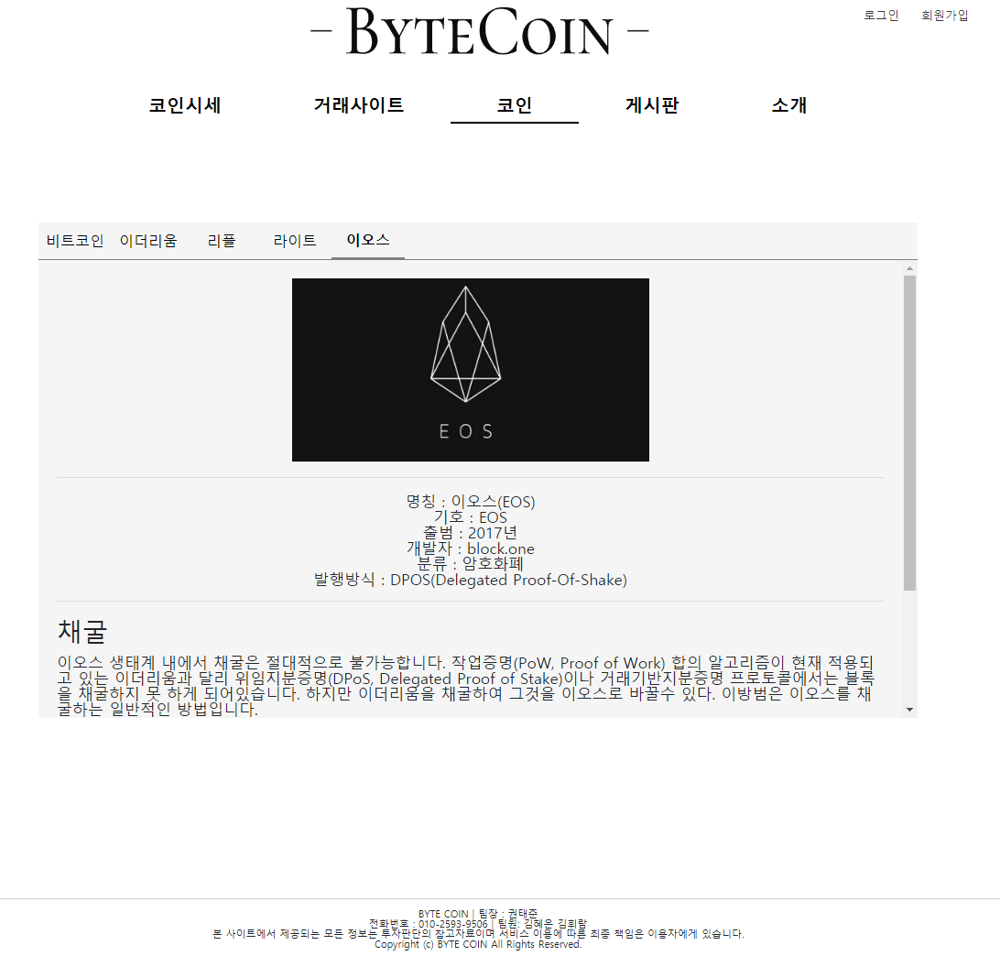 – BYTECOIN –
로그인 회원가입
코인시세 거래사이트 코인 게시판 소개
비트코인 이더리움 리플 라이트 이오스
EOS
명칭 : 이오스(EOS)
기호 : EOS
출범 : 2017년
개발자 : block.one
분류 : 암호화폐
발행방식 : DPOS(Delegated Proof-Of-Shake)
채굴
이오스 생태계 내에서 채굴은 절대적으로 불가능합니다. 작업증명(PoW, Proof of Work) 합의 알고리즘이 현재 적용되
고 있는 이더리움과 달리 위임지분증명(DPoS, Delegated Proof of Stake)이나 거래기반지분증명 프로토콜에서는 블록
을 채굴하지 못 하게 되어있습니다. 하지만 이더리움을 채굴하여 그것을 이오스로 바꿀수 있다. 이방범은 이오스를 채
굴하는 일반적인 방법입니다.
BYTE COIN | 팀장 : 권태준
전화번호 : 010-2593-9506 | 팀원: 김혜은 김휘람
본 사이트에서 제공되는 모든 정보는 투자판단의 참고자료이며 서비스 이용에 따른 최종 책임은 이용자에게 있습니다.
Copyright (c) BYTE COIN All Rights Reserved.